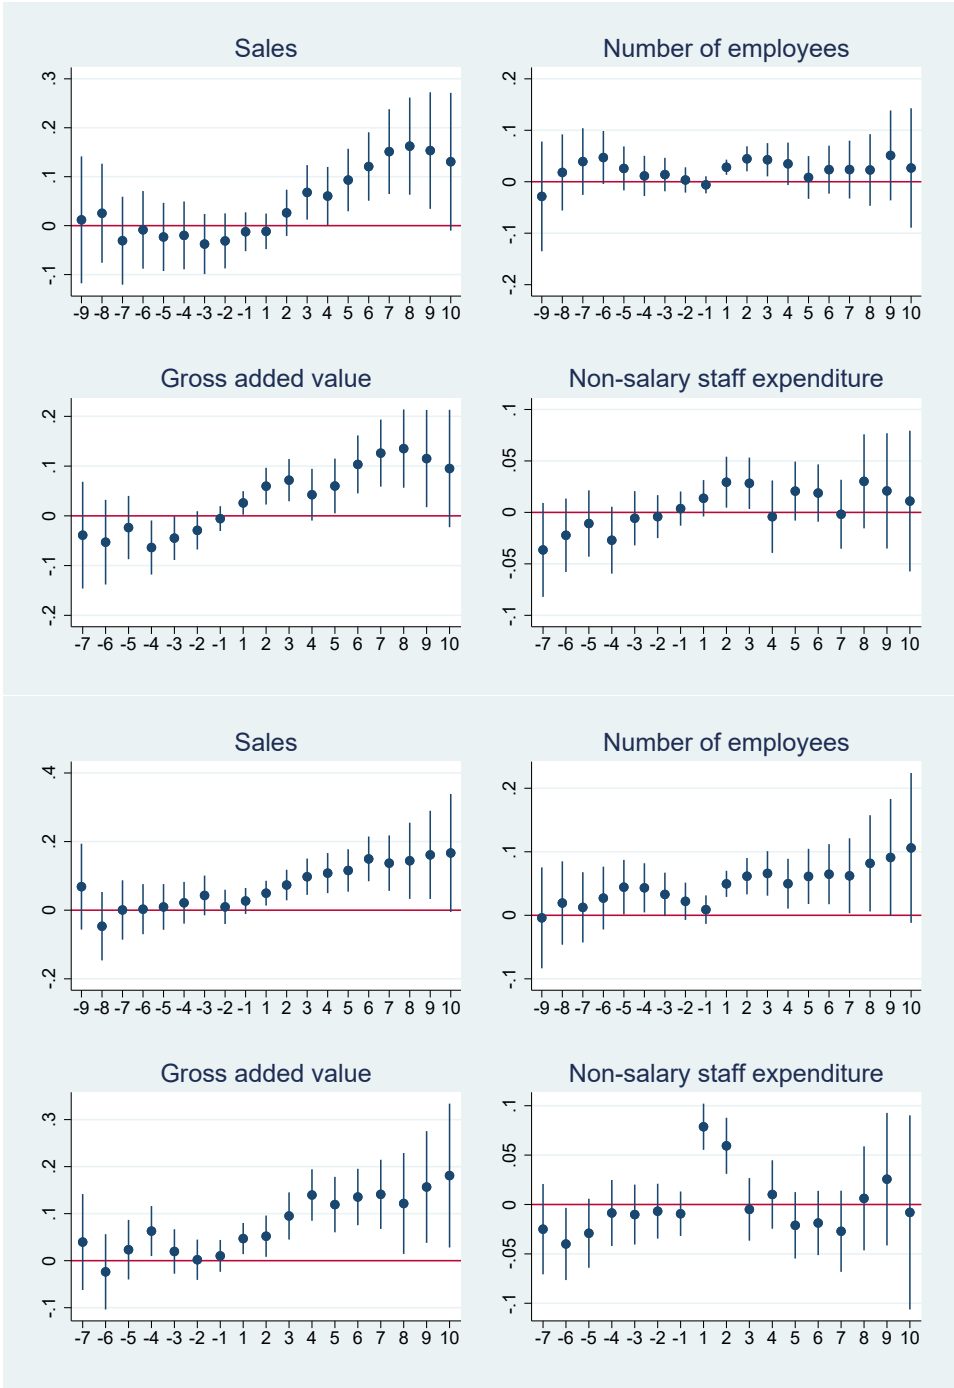 Sales
.3
.2
.1
0
-.1
-9 -8 -7 -6 -5 -4 -3 -2 -1 1 2 3 4 5 6 7 8 9 10
Number of employees
.2
.1
0
-.1
-.2
-9 -8 -7 -6 -5 -4 -3 -2 -1 1 2 3 4 5 6 7 8 9 10
Gross added value
.2
.1
0
-.1
-.2
-7 -6 -5 -4 -3 -2 -1 1 2 3 4 5 6 7 8 9 10
Non-salary staff expenditure
.1
.05
0
-.05
-.1
-7 -6 -5 -4 -3 -2 -1 1 2 3 4 5 6 7 8 9 10
Sales
.4
.2
0
-.2
-9 -8 -7 -6 -5 -4 -3 -2 -1 1 2 3 4 5 6 7 8 9 10
Number of employees
.2
.1
0
-.1
-9 -8 -7 -6 -5 -4 -3 -2 -1 1 2 3 4 5 6 7 8 9 10
Gross added value
.3
.2
.1
0
-.1
-7 -6 -5 -4 -3 -2 -1 1 2 3 4 5 6 7 8 9 10
Non-salary staff expenditure
.1
.05
0
-.05
-.1
-7 -6 -5 -4 -3 -2 -1 1 2 3 4 5 6 7 8 9 10